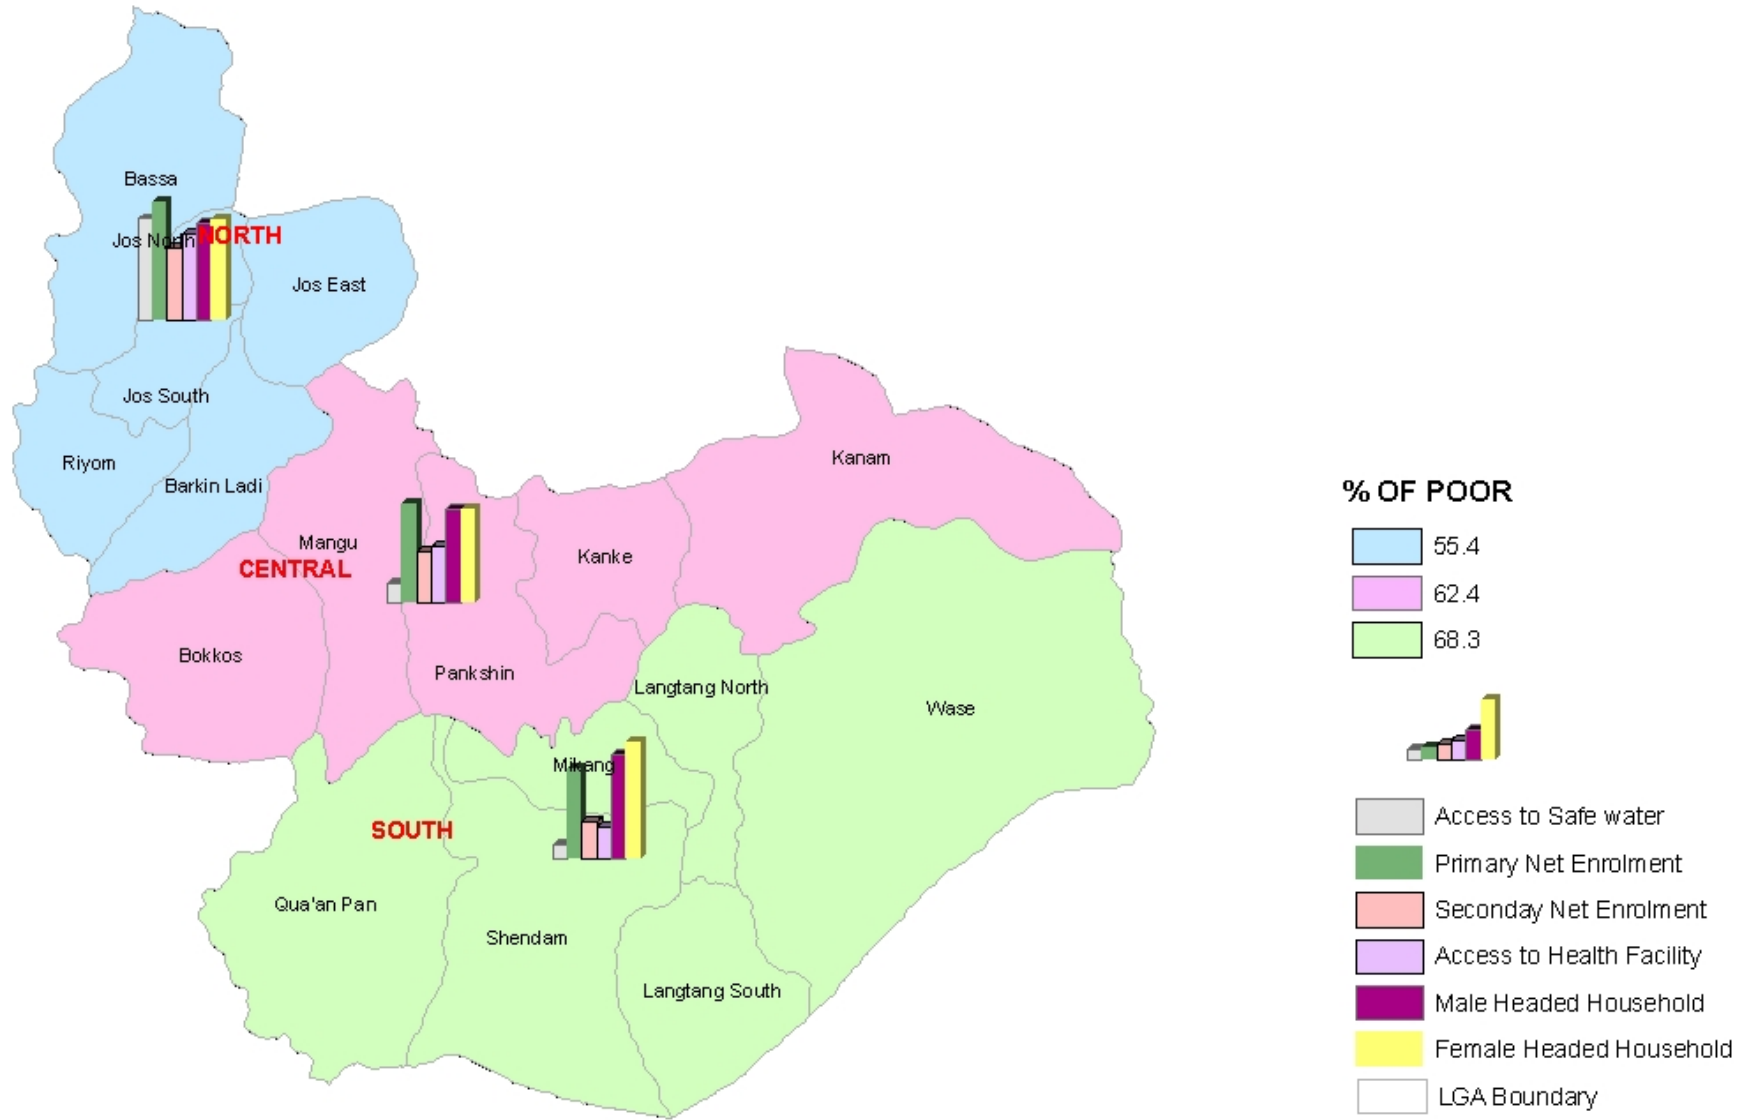 Bassa
Jos North
NORTH
Jos East
Jos South
Riyom
Barkin Ladi
Kanam
Mangu
CENTRAL
Kanke
Bokkos
Pankshin
Langtang North
Wase
Mikang
SOUTH
Qua'an Pan
Shendam
Langtang South
% OF POOR
55.4
62.4
68.3
Access to Safe water
Primary Net Enrolment
Seconday Net Enrolment
Access to Health Facility
Male Headed Household
Female Headed Household
LGA Boundary